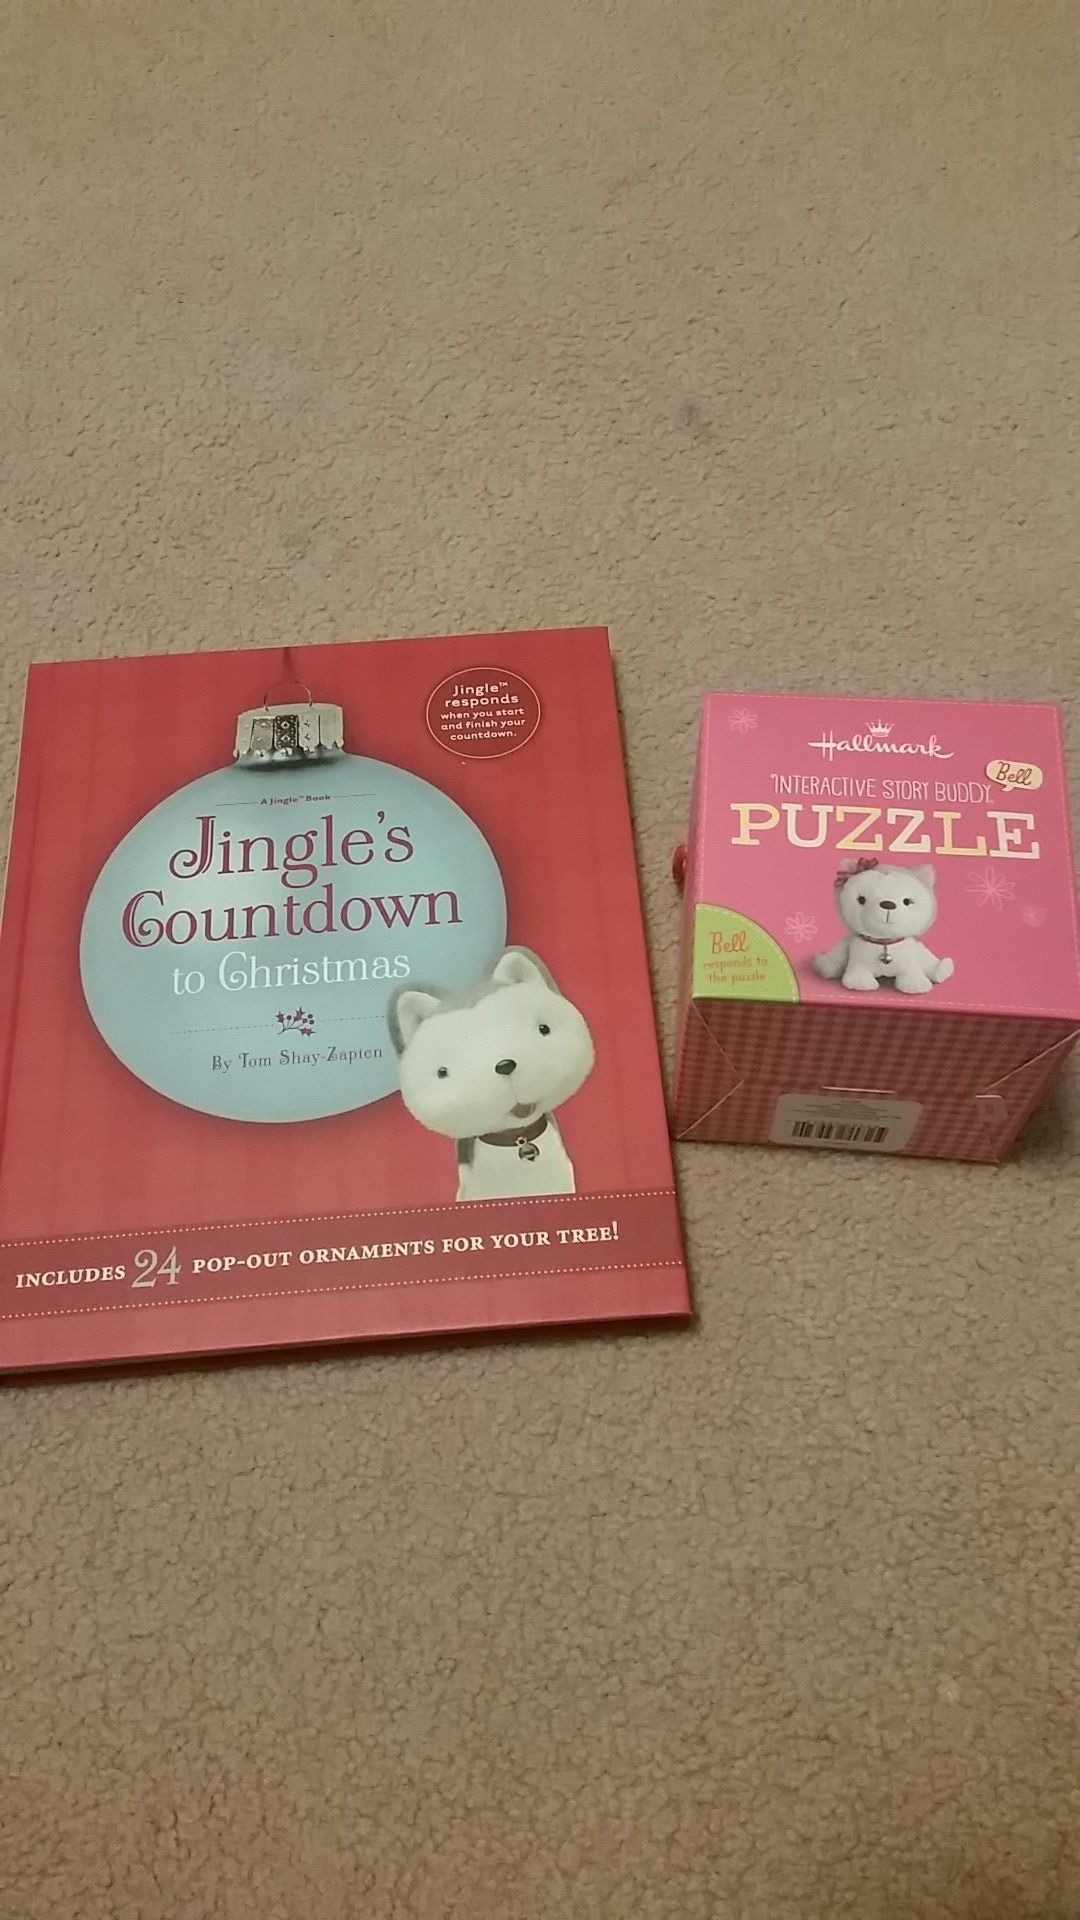 Jingle™
responds
when you start
and finish your
countdown.
A Jingle™ Book
Jingle's
Countdown
to Christmas
By Tom Shay-Zapien
INCLUDES 24 POP-OUT ORNAMENTS FOR YOUR TREE!
Hallmark
Bell
INTERACTIVE STORY BUDDY
PUZZLE
Bell
responds to
the puzzle